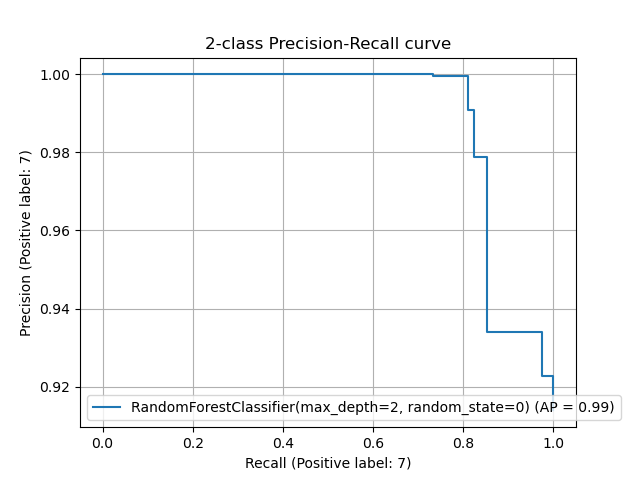 2-class Precision-Recall curve
Precision (Positive label: 7)
1.00
0.98
0.96
0.94
0.92
RandomForestClassifier(max_depth=2, random_state=0) (AP = 0.99)
0.0 0.2 0.4 0.6 0.8 1.0
Recall (Positive label: 7)